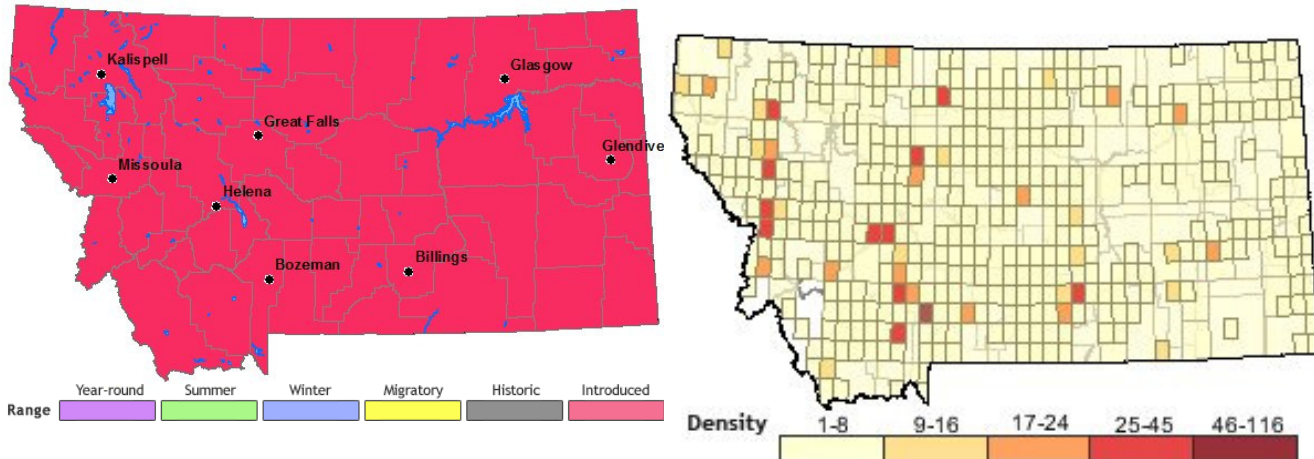 Kalispell
Glasgow
Great Falls
Glendive
Missoula
Helena
Billings
Bozeman
Year-round Summer Winter Migratory Historic Introduced
Range
Density 1-8 9-16 17-24 25-45 46-116